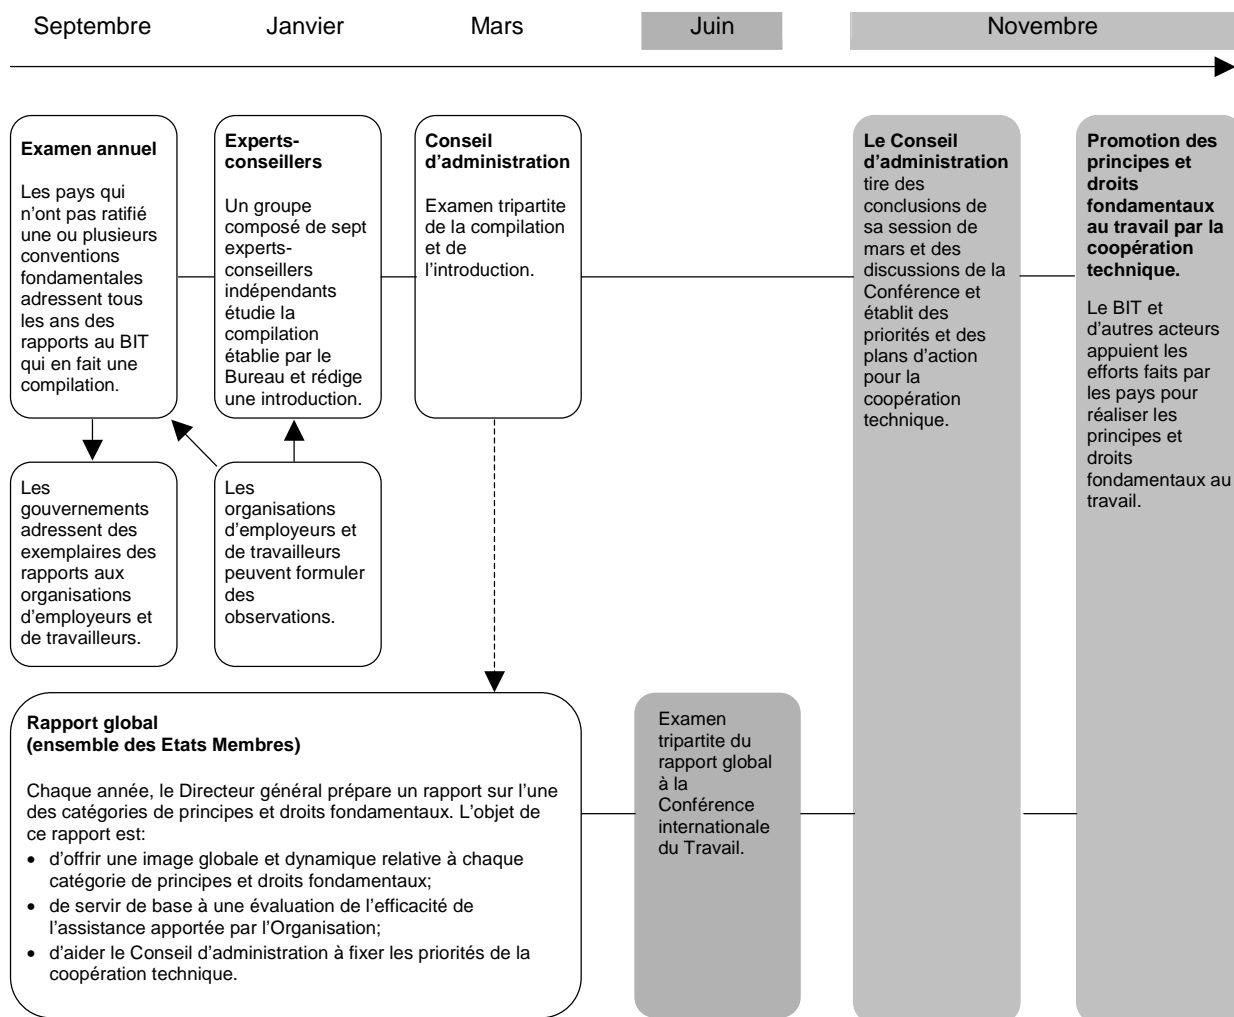 Septembre
Janvier
Mars
Juin
Novembre
Examen annuel
Les pays qui
n'ont pas ratifié
une ou plusieurs
conventions
fondamentales
adressent tous
les ans des
rapports au BIT
qui en fait une
compilation.
Experts-
conseillers
Un groupe
composé de sept
experts-
conseillers
indépendants
étudie la
compilation
établie par le
Bureau et rédige
une introduction.
Conseil
d'administration
Examen tripartite
de la compilation
et de
l'introduction.
Le Conseil
d'administration
tire des
conclusions de
sa session de
mars et des
discussions de la
Conférence et
établit des
priorités et des
plans d'action
pour la
coopération
technique.
Promotion des
principes et
droits
fondamentaux
au travail par la
coopération
technique.
Le BIT et
d'autres acteurs
appuient les
efforts faits par
les pays pour
réaliser les
principes et
droits
fondamentaux au
travail.
Les
gouvernements
adressent des
exemplaires des
rapports aux
organisations
d'employeurs et
de travailleurs.
Les
organisations
d'employeurs et
de travailleurs
peuvent formuler
des
observations.
Rapport global
(ensemble des Etats Membres)
Chaque année, le Directeur général prépare un rapport sur l'une
des catégories de principes et droits fondamentaux. L'objet de
ce rapport est:
• d'offrir une image globale et dynamique relative à chaque
catégorie de principes et droits fondamentaux;
• de servir de base à une évaluation de l'efficacité de
l'assistance apportée par l'Organisation;
• d'aider le Conseil d'administration à fixer les priorités de la
coopération technique.
Examen
tripartite du
rapport global
à la
Conférence
internationale
du Travail.